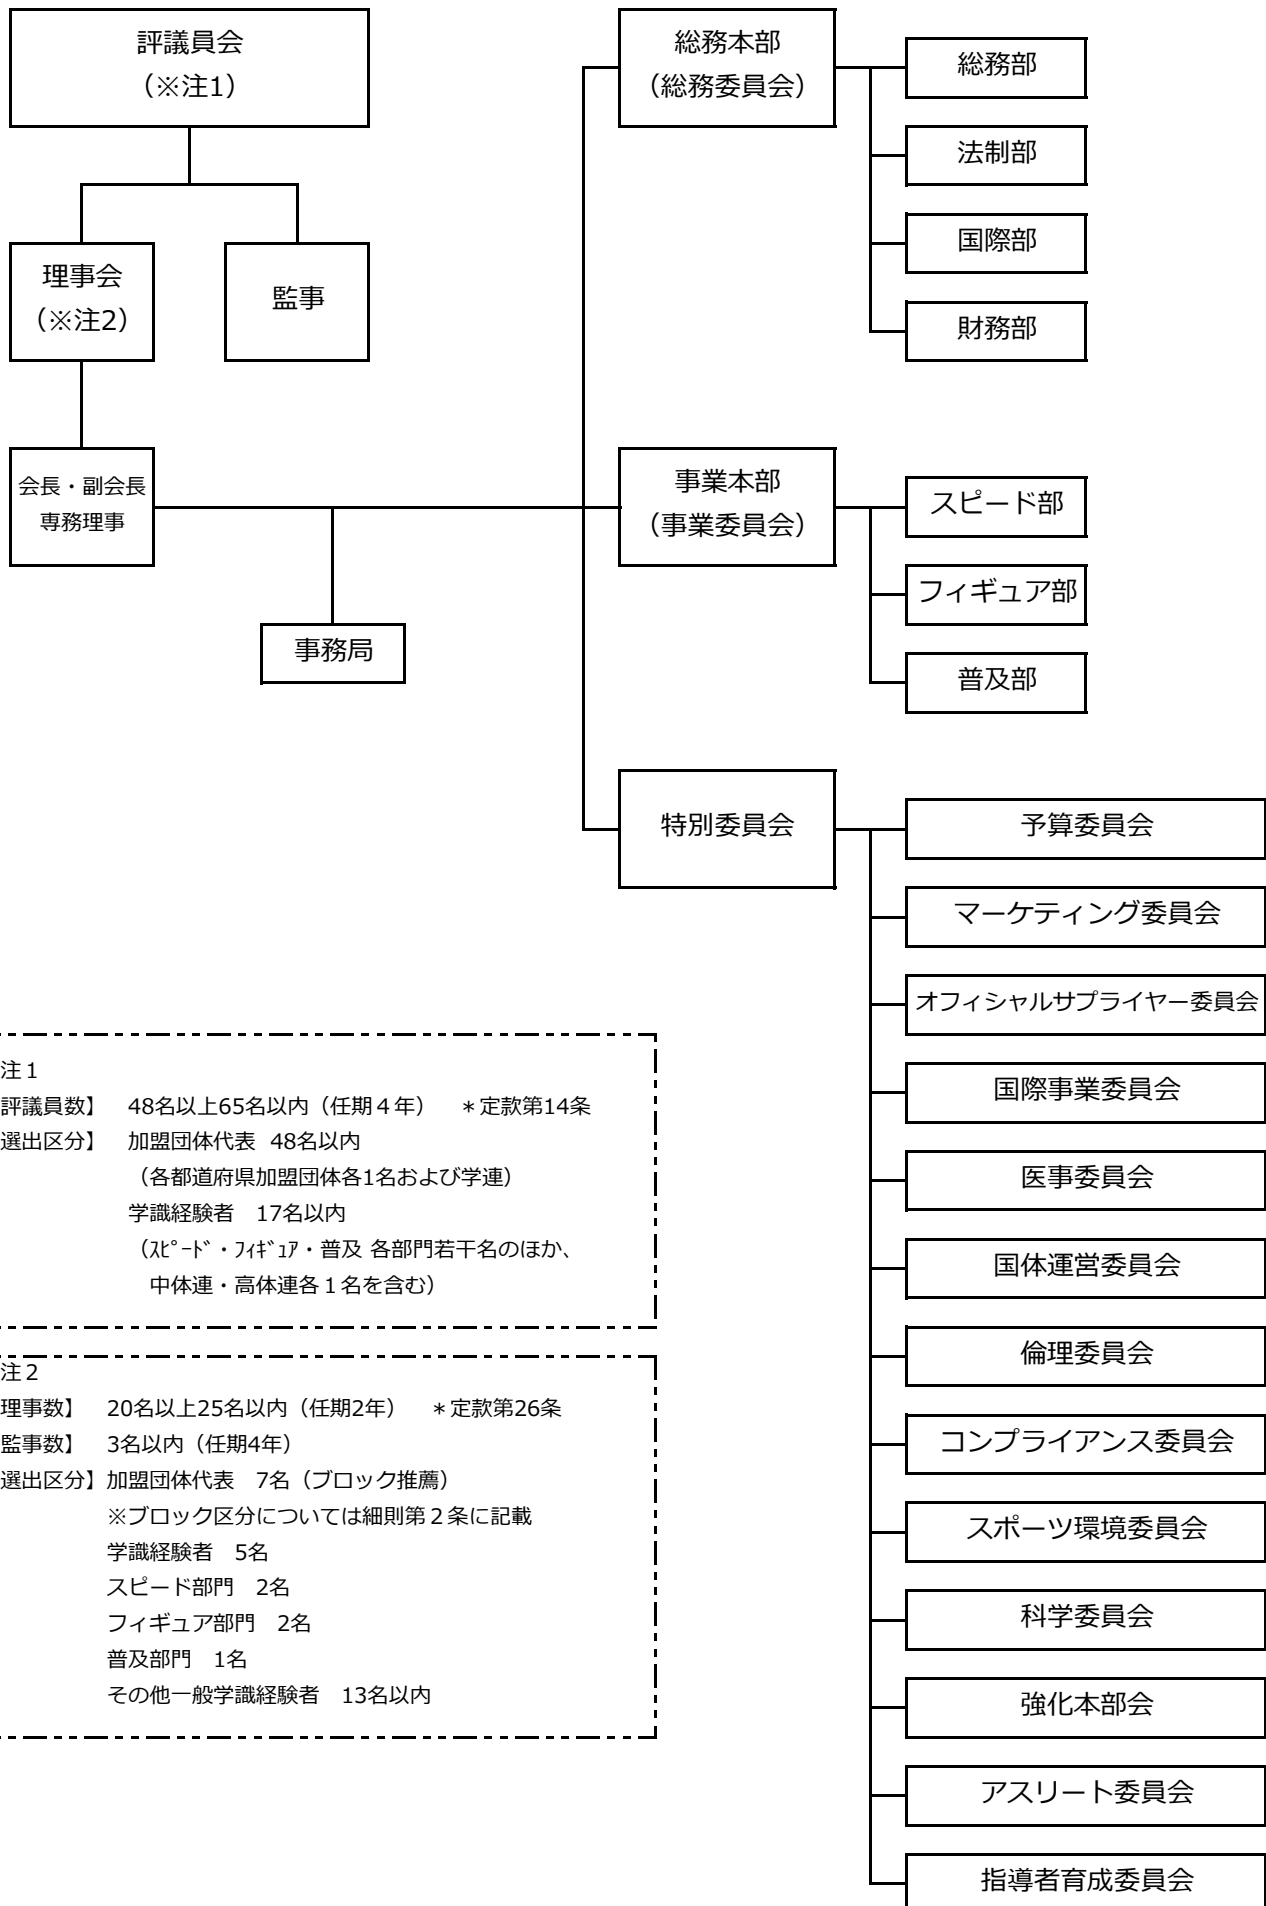 評議員会
（※注1）
理事会
（※注2）
監事
会長・副会長
専務理事
事務局
総務本部
（総務委員会）
総務部
法制部
国際部
財務部
事業本部
（事業委員会）
スピード部
フィギュア部
普及部
特別委員会
予算委員会
マーケティング委員会
オフィシャルサプライヤー委員会
国際事業委員会
医事委員会
国体運営委員会
倫理委員会
コンプライアンス委員会
スポーツ環境委員会
科学委員会
強化本部会
アスリート委員会
指導者育成委員会
注１
評議員数】　48名以上65名以内（任期４年）　＊定款第14条
選出区分】　加盟団体代表 48名以内
（各都道府県加盟団体各1名および学連）
学識経験者　17名以内
（ｽﾋﾟｰﾄﾞ・ﾌｨｷﾞｭｱ・普及 各部門若干名のほか、
中体連・高体連各１名を含む）
注２
理事数】　20名以上25名以内（任期2年）　＊定款第26条
監事数】　3名以内（任期4年）
選出区分】加盟団体代表　7名（ブロック推薦）
※ブロック区分については細則第２条に記載
学識経験者　5名
スピード部門　2名
フィギュア部門　2名
普及部門　1名
その他一般学識経験者　13名以内